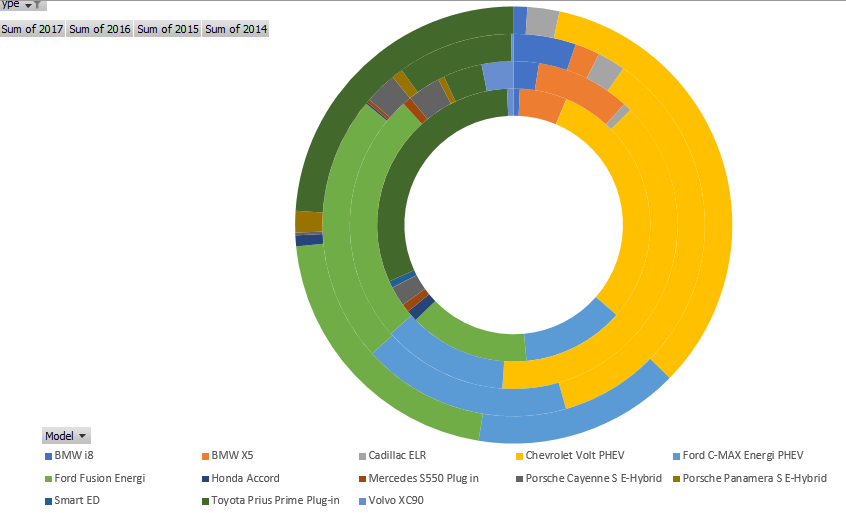 ype
Sum of 2017 Sum of 2016 Sum of 2015 Sum of 2014
Model
BMW i8 BMW X5 Cadillac ELR Chevrolet Volt PHEV Ford C-MAX Energi PHEV
Ford Fusion Energi Honda Accord Mercedes S550 Plug in Porsche Cayenne S E-Hybrid Porsche Panamera S E-Hybrid
Smart ED Toyota Prius Prime Plug-in Volvo XC90